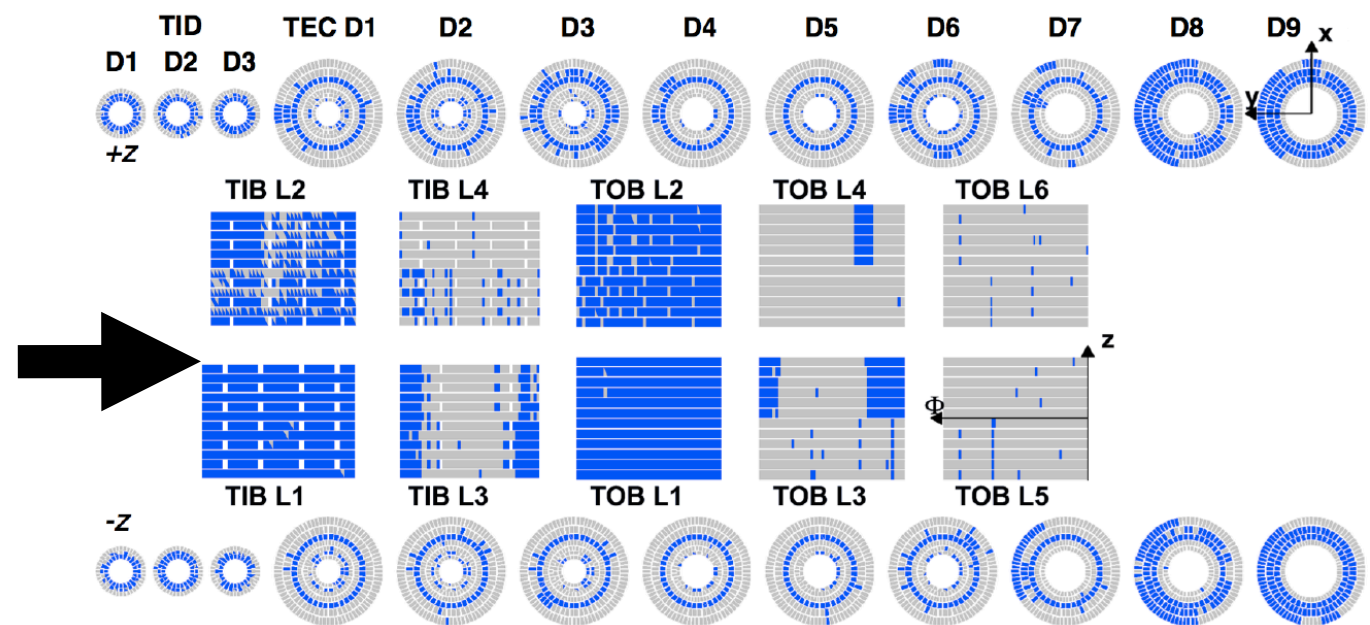 TID TEC D1 D2 D3 D4 D5 D6 D7 D8 D9 x
D1 D2 D3
y
+z
TIB L2 TIB L4 TOB L2 TOB L4 TOB L6
z
Φ
TIB L1 TIB L3 TOB L1 TOB L3 TOB L5
-z